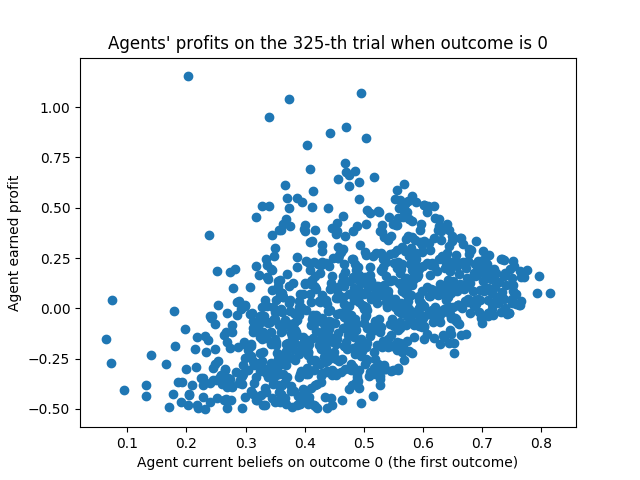 Agents' profits on the 325-th trial when outcome is 0
1.00
0.75
0.50
0.25
0.00
−0.25
−0.50
Agent earned profit
0.1 0.2 0.3 0.4 0.5 0.6 0.7 0.8
Agent current beliefs on outcome 0 (the first outcome)